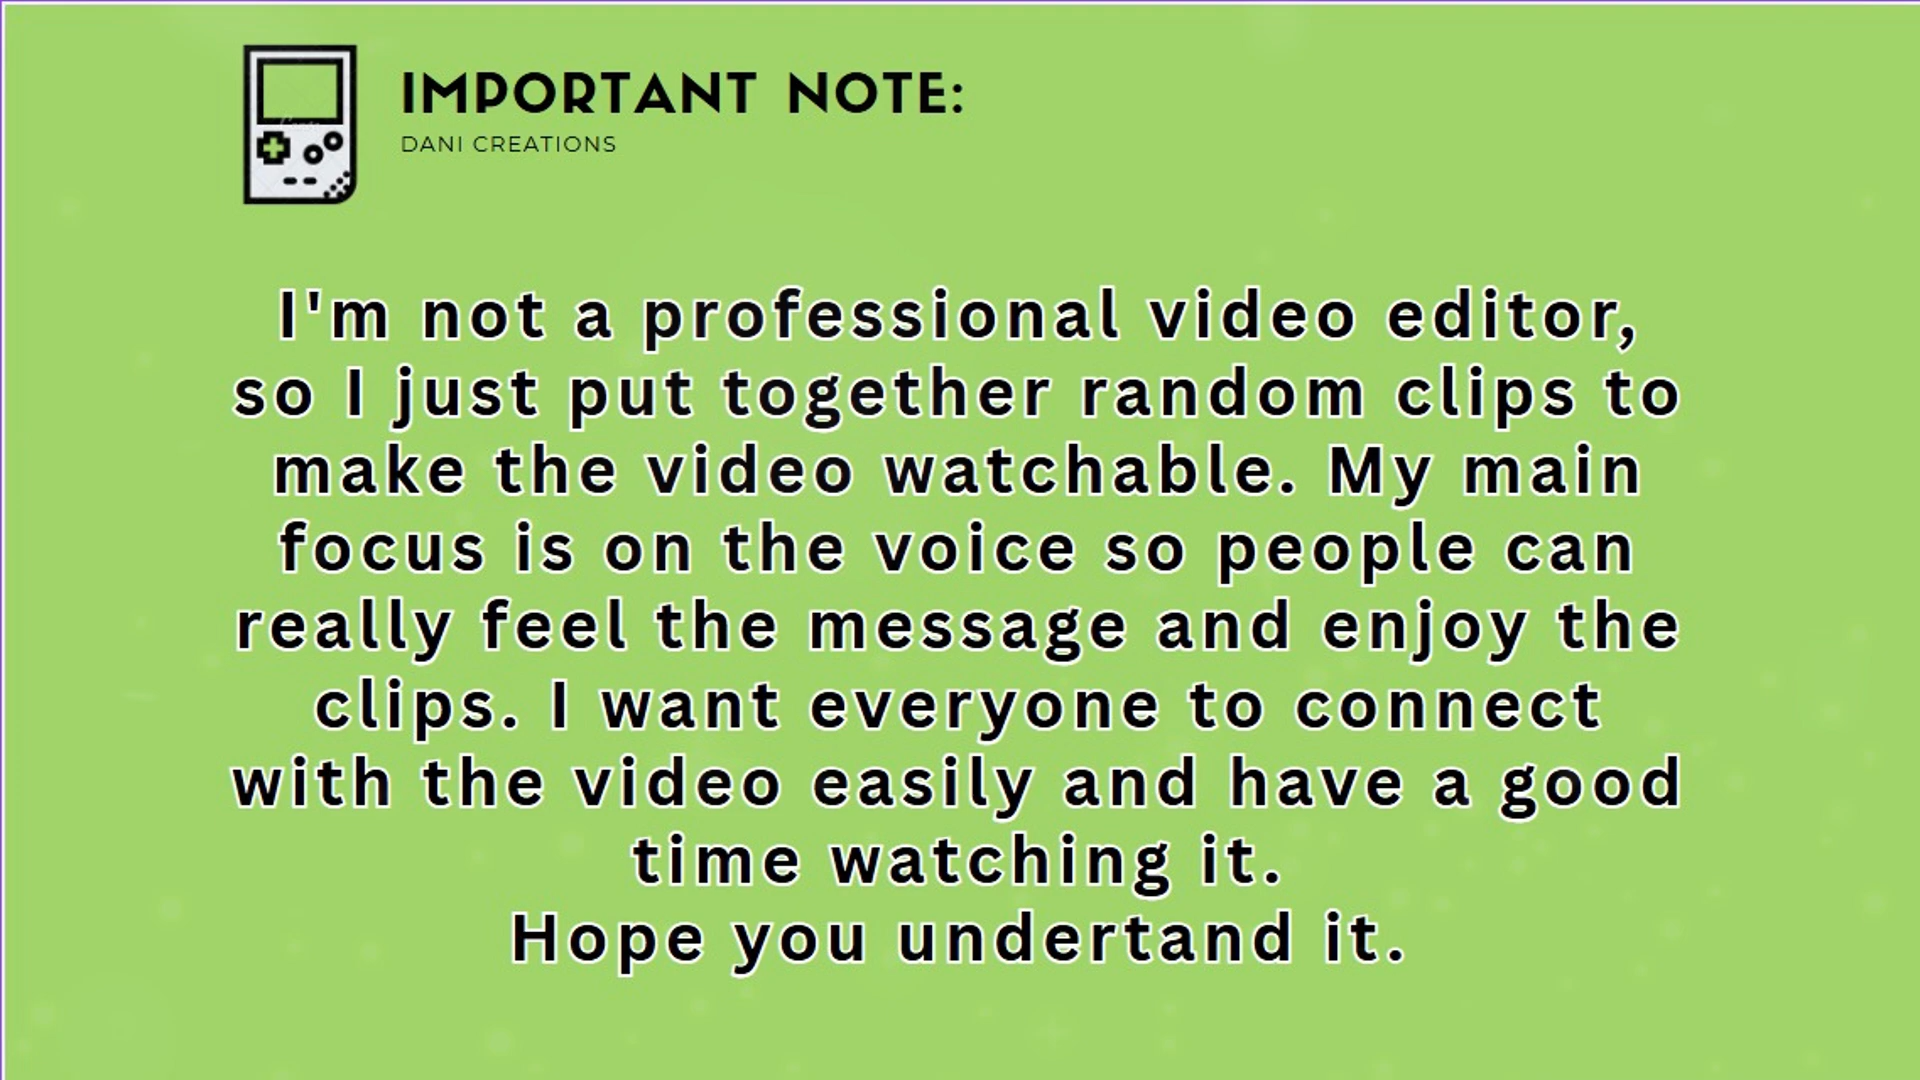 IMPORTANT NOTE:
DANI CREATIONS
I'm not a professional video editor,
so I just put together random clips to
make the video watchable. My main
focus is on the voice so people can
really feel the message and enjoy the
clips. I want everyone to connect
with the video easily and have a good
time watching it.
Hope you undertand it.